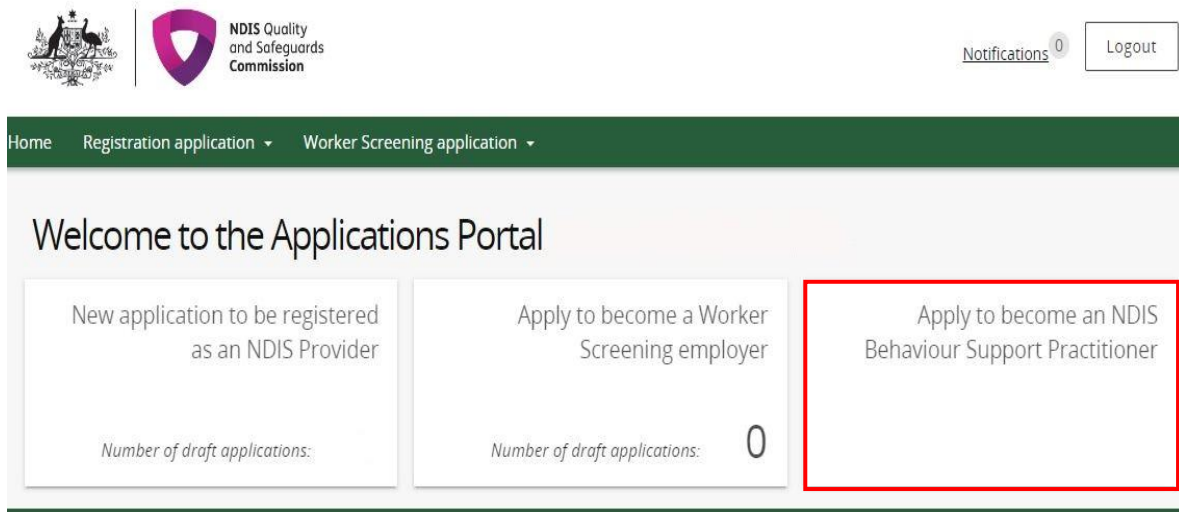 NDIS Quality
and Safeguards
Commission
Notifications 0
Logout
Home Registration application Worker Screening application
Welcome to the Applications Portal
New application to be registered
as an NDIS Provider
Number of draft applications:
Apply to become a Worker
Screening employer
Number of draft applications: 0
Apply to become an NDIS
Behaviour Support Practitioner